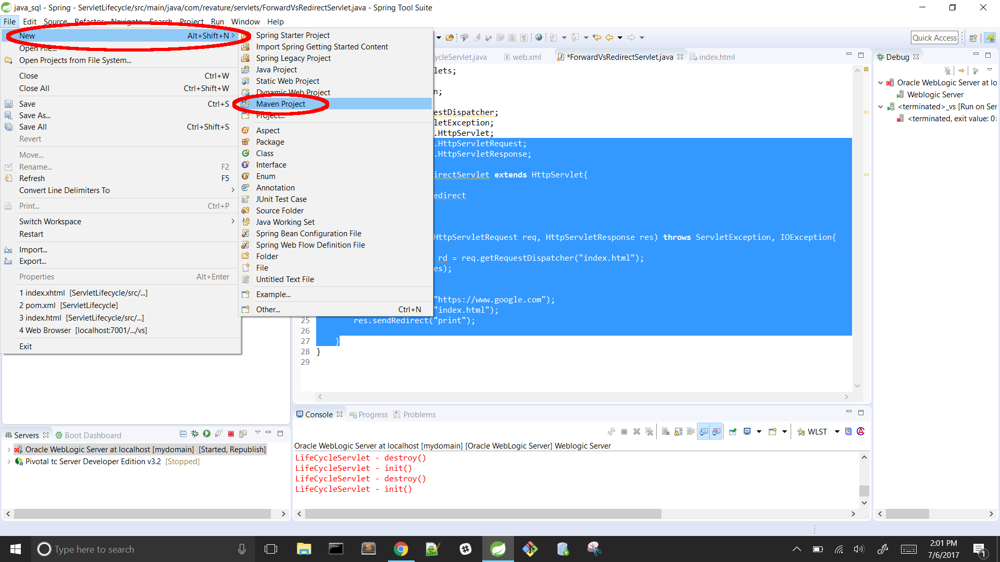 java_sql - Spring - ServletLifecycle/src/main/java/com/revature/servlets/ForwardVsRedirectServlet.java - Spring Tool Suite
File Edit Source Refactor Navigate Search Project Run Window Help
New Alt+Shift+N
Open File...
Open Projects from File System...
Close Ctrl+W
Close All Ctrl+Shift+W
Save Ctrl+S
Save As...
Save All Ctrl+Shift+S
Revert
Move...
Rename... F2
Refresh F5
Convert Line Delimiters To
Print... Ctrl+P
Switch Workspace
Restart
Import...
Export...
Properties Alt+Enter
1 index.xhtml [ServletLifecycle/src/...]
2 pom.xml [ServletLifecycle]
3 index.html [ServletLifecycle/src/...]
4 Web Browser [localhost:7001/.../vs]
Exit
Spring Starter Project
Import Spring Getting Started Content
Spring Legacy Project
Java Project
Static Web Project
Dynamic Web Project
Maven Project
Project...
Aspect
Package
Class
Interface
Enum
Annotation
JUnit Test Case
Source Folder
Java Working Set
Spring Bean Configuration File
Spring Web Flow Definition File
Folder
File
Untitled Text File
Example...
Other... Ctrl+N
Quick Access
ycleServlet.java web.xml *ForwardVsRedirectServlet.java index.html
lets;
n;
estDispatcher;
letException;
.HttpServlet;
.HttpServletRequest;
.HttpServletResponse;
irectServlet extends HttpServlet{
edirect
HttpServletRequest req, HttpServletResponse res) throws ServletException, IOException{
rd = req.getRequestDispatcher("index.html");
es);
"https://www.google.com");
"index.html");
25 res.sendRedirect("print");
26
27 }
28 }
29
Debug
Oracle WebLogic Server at lo
Weblogic Server
<terminated>_vs [Run on Ser
<terminated, exit value: 0>
Servers Boot Dashboard
Oracle WebLogic Server at localhost [mydomain] [Started, Republish]
Pivotal tc Server Developer Edition v3.2 [Stopped]
Console Progress Problems
WLST
Oracle WebLogic Server at localhost [mydomain] [Oracle WebLogic Server] Weblogic Server
LifeCycleServlet - destroy()
LifeCycleServlet - init()
LifeCycleServlet - destroy()
LifeCycleServlet - init()
Type here to search
2:01 PM
7/6/2017
1